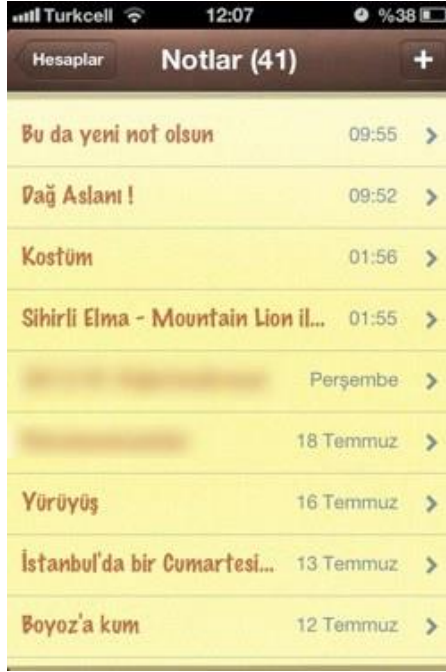 Turkcell 12:07 %38
Hesaplar Notlar (41) +
Bu da yeni not olsun 09:55
Dağ Aslanı ! 09:52
Kostüm 01:56
Sihirli Elma - Mountain Lion il... 01:55
Perşembe
18 Temmuz
Yürüyüş 16 Temmuz
İstanbul'da bir Cumartesi... 13 Temmuz
Boyoz'a kum 12 Temmuz